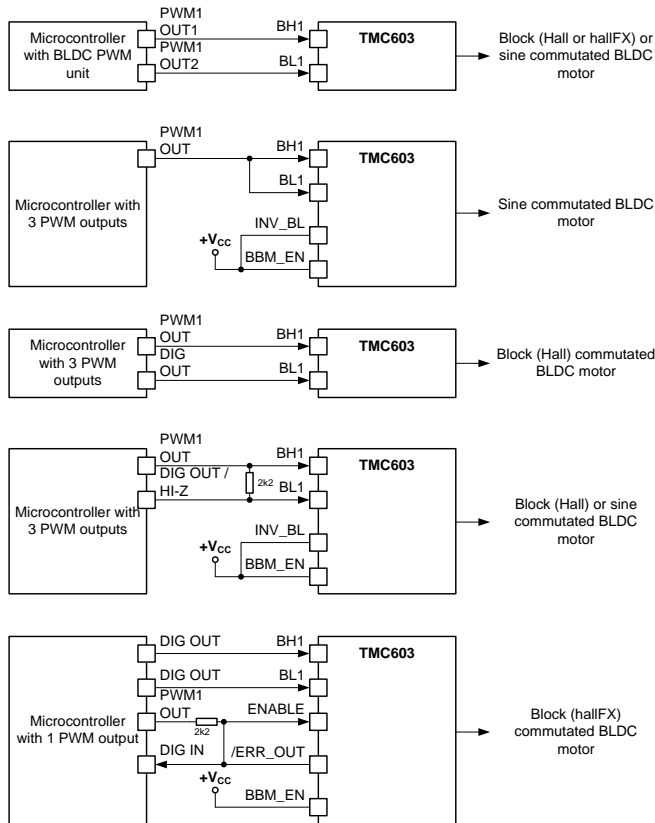 PWM1
OUT1
PWM1
OUT2
Microcontroller
with BLDC PWM
unit
BH1
BL1
TMC603
Block (Hall or hallFX) or
sine commutated BLDC
motor
PWM1
OUT
Microcontroller with
3 PWM outputs
BH1
BL1
INV_BL
+VCC
BBM_EN
TMC603
Sine commutated BLDC
motor
PWM1
OUT
DIG
OUT
Microcontroller
with 3 PWM
outputs
BH1
BL1
TMC603
Block (Hall) commutated
BLDC motor
PWM1
OUT
DIG OUT /
HI-Z
Microcontroller with
3 PWM outputs
2k2
BH1
BL1
INV_BL
+VCC
BBM_EN
TMC603
Block (Hall) or sine
commutated BLDC
motor
DIG OUT
DIG OUT
PWM1
OUT
DIG IN
Microcontroller
with 1 PWM output
2k2
BH1
BL1
ENABLE
/ERR_OUT
+VCC
BBM_EN
TMC603
Block (hallFX)
commutated BLDC
motor